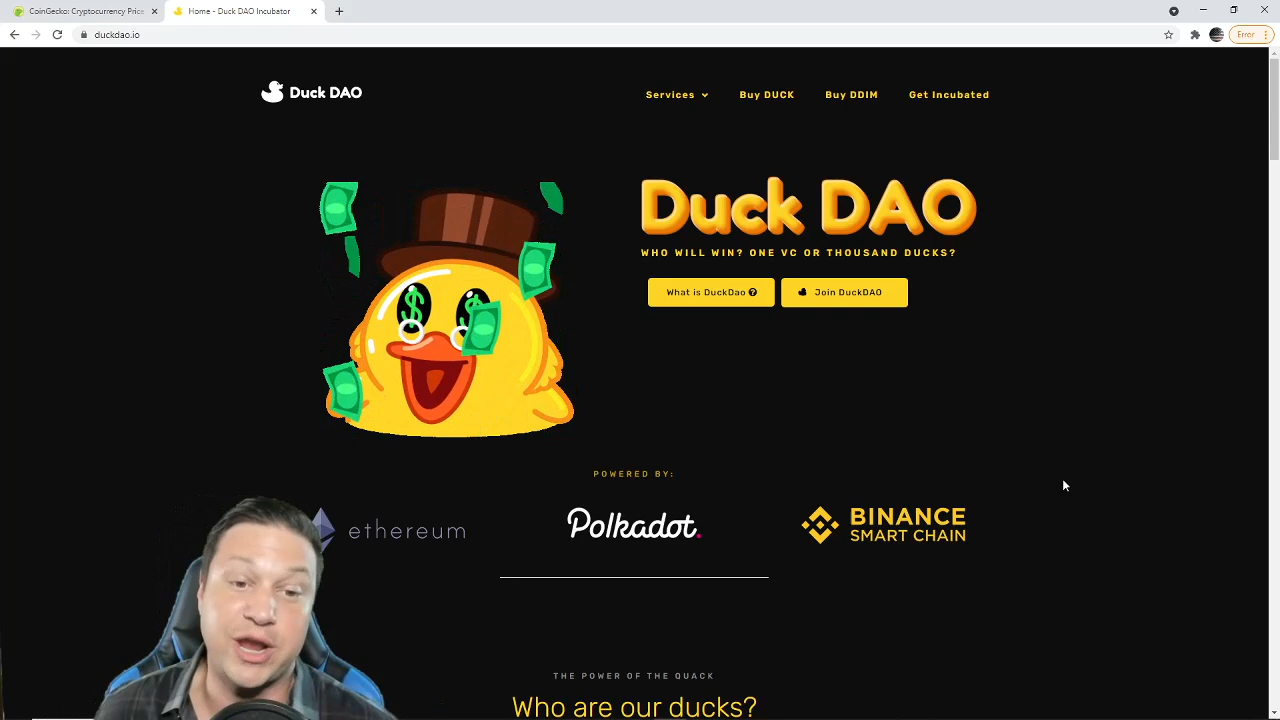 CoinGecko: Cryptocurrency Price
Home - Duck DAO Incubator
duckdao.io
Error
Duck DAO
Services
Buy DUCK
Buy DDIM
Get Incubated
Duck DAO
WHO WILL WIN? ONE VC OR THOUSAND DUCKS?
What is DuckDao ?
Join DuckDAO
POWERED BY:
ethereum
Polkadot.
BINANCE
SMART CHAIN
THE POWER OF THE QUACK
Who are our ducks?